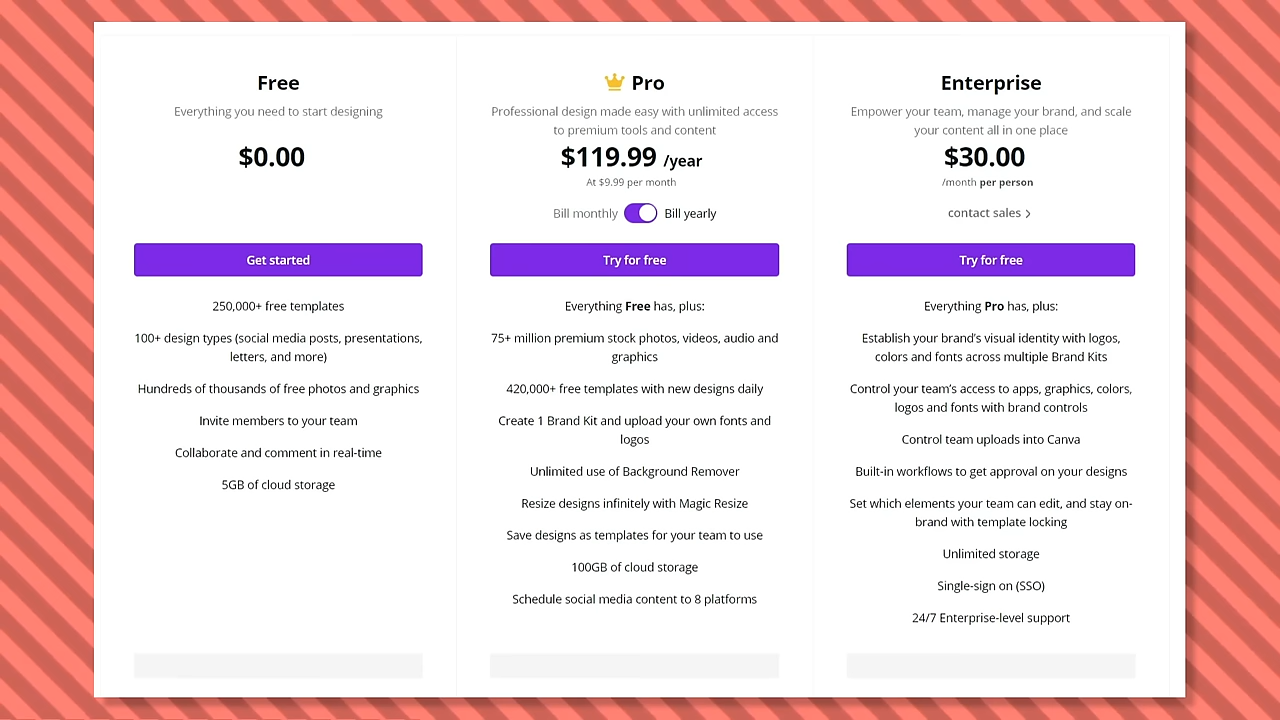 Free
Everything you need to start designing
$0.00
Get started
250,000+ free templates
100+ design types (social media posts, presentations,
letters, and more)
Hundreds of thousands of free photos and graphics
Invite members to your team
Collaborate and comment in real-time
5GB of cloud storage
Pro
Professional design made easy with unlimited access
to premium tools and content
$119.99 /year
At $9.99 per month
Bill monthly Bill yearly
Try for free
Everything Free has, plus:
75+ million premium stock photos, videos, audio and
graphics
420,000+ free templates with new designs daily
Create 1 Brand Kit and upload your own fonts and
logos
Unlimited use of Background Remover
Resize designs infinitely with Magic Resize
Save designs as templates for your team to use
100GB of cloud storage
Schedule social media content to 8 platforms
Enterprise
Empower your team, manage your brand, and scale
your content all in one place
$30.00
/month per person
contact sales
Try for free
Everything Pro has, plus:
Establish your brand’s visual identity with logos,
colors and fonts across multiple Brand Kits
Control your team’s access to apps, graphics, colors,
logos and fonts with brand controls
Control team uploads into Canva
Built-in workflows to get approval on your designs
Set which elements your team can edit, and stay on-
brand with template locking
Unlimited storage
Single-sign on (SSO)
24/7 Enterprise-level support